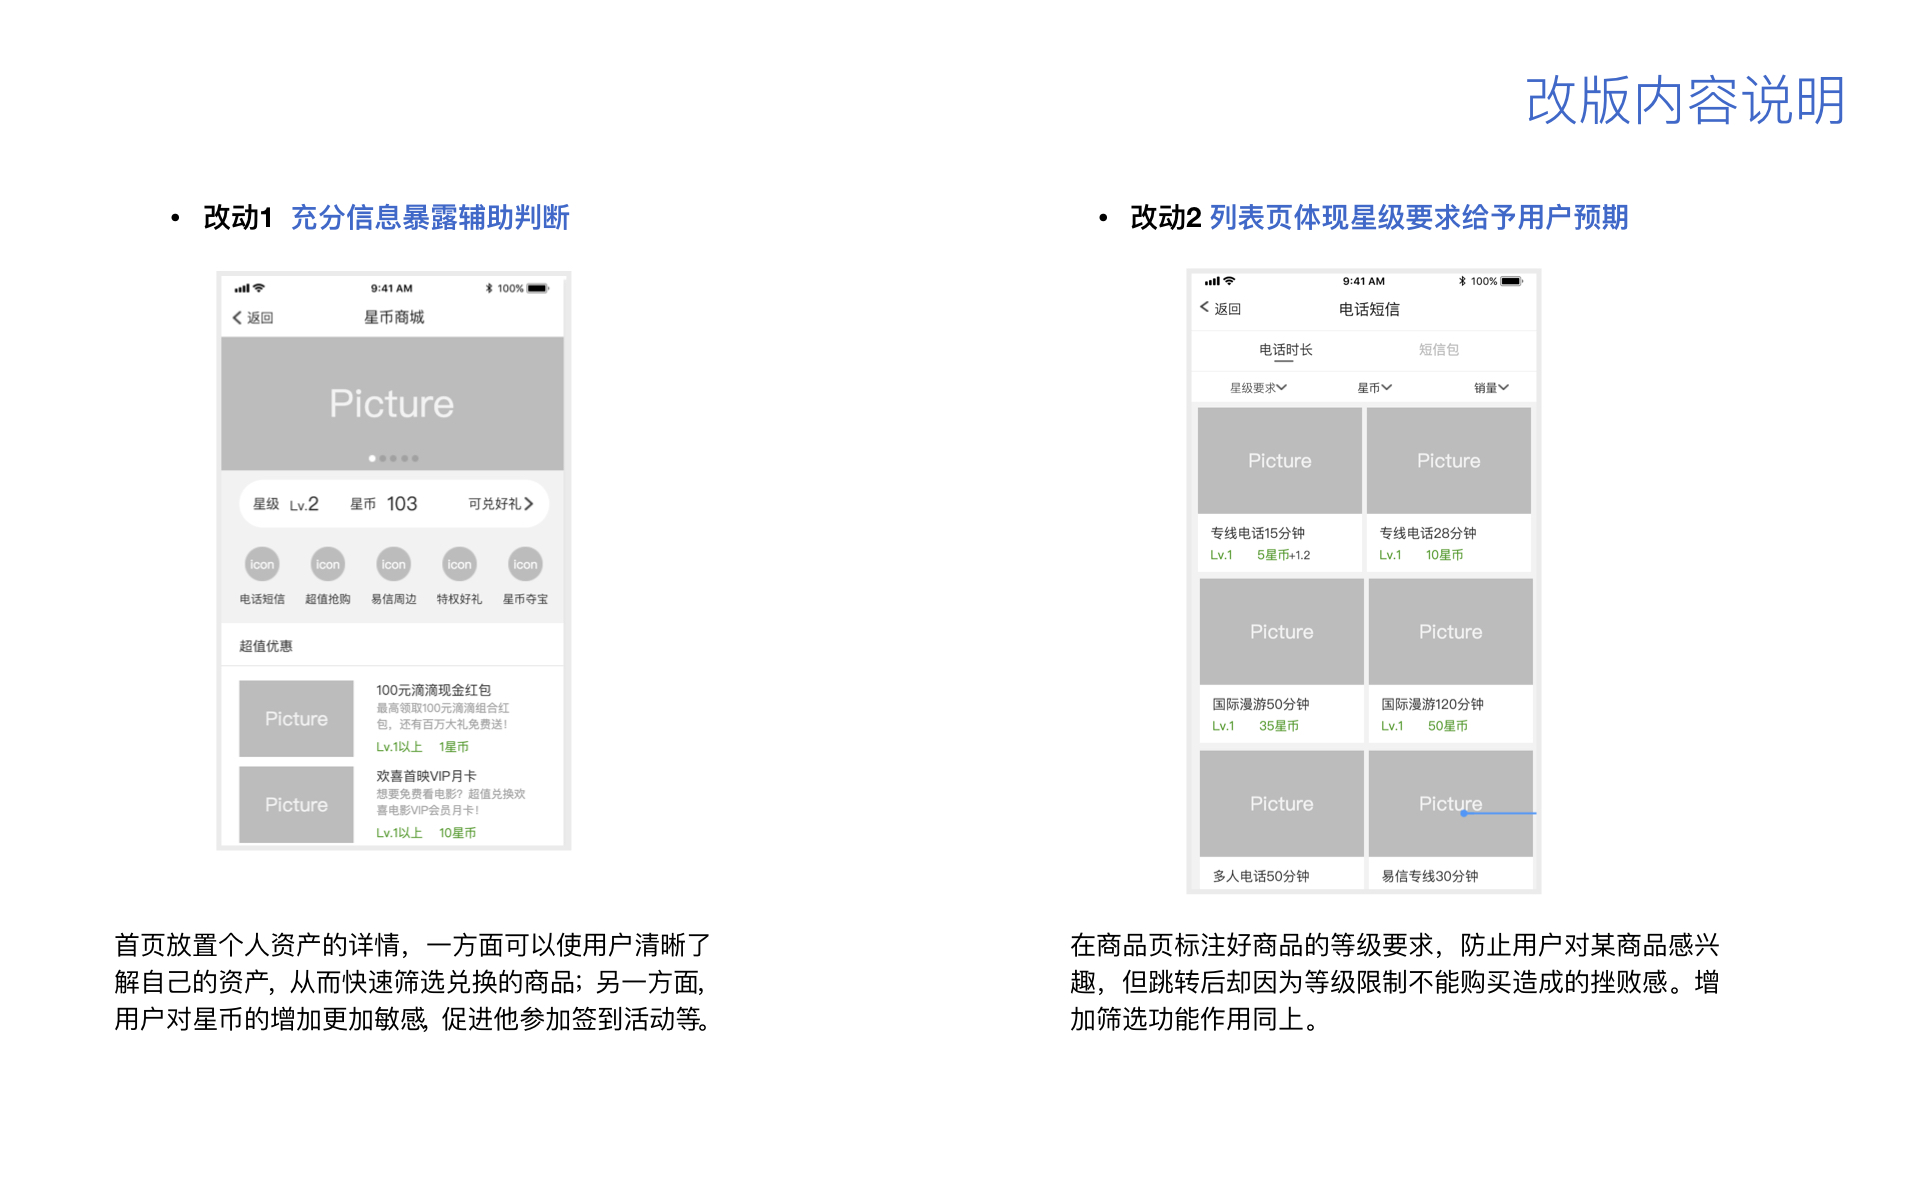 改版内容说明
• 改动1 充分信息暴露辅助判断
9:41 AM 100%
返回 星币商城
Picture
星级 Lv.2 星币 103 可兑好礼
icon icon icon icon icon
电话短信 超值抢购 易信周边 特权好礼 星币夺宝
超值优惠
Picture
100元滴滴现金红包
最高领取100元滴滴组合红
包，还有百万大礼免费送！
Lv.1以上 1星币
Picture
欢喜首映VIP月卡
想要免费看电影？超值兑换欢
喜电影VIP会员月卡！
Lv.1以上 10星币
首页放置个人资产的详情，一方面可以使用户清晰了
解自己的资产，从而快速筛选兑换的商品；另一方面，
用户对星币的增加更加敏感，促进他参加签到活动等。
• 改动2 列表页体现星级要求给予用户预期
9:41 AM 100%
返回 电话短信
电话时长 短信包
星级要求 星币 销量
Picture Picture
专线电话15分钟 专线电话28分钟
Lv.1 5星币+1.2 Lv.1 10星币
Picture Picture
国际漫游50分钟 国际漫游120分钟
Lv.1 35星币 Lv.1 50星币
Picture Picture
多人电话50分钟 易信专线30分钟
在商品页标注好商品的等级要求，防止用户对某商品感兴
趣，但跳转后却因为等级限制不能购买造成的挫败感。增
加筛选功能作用同上。